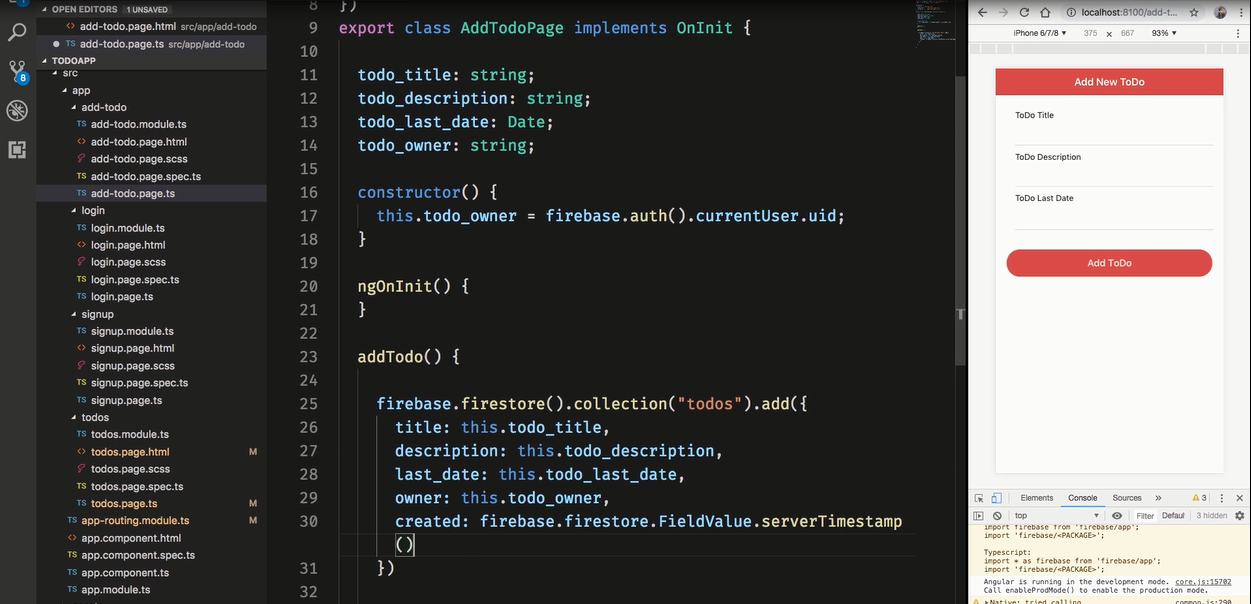 OPEN EDITORS 1 UNSAVED
<> add-todo.page.html src/app/add-todo
TS add-todo.page.ts src/app/add-todo
TODOAPP
src
app
add-todo
TS add-todo.module.ts
<> add-todo.page.html
add-todo.page.scss
TS add-todo.page.spec.ts
TS add-todo.page.ts
login
TS login.module.ts
<> login.page.html
login.page.scss
TS login.page.spec.ts
TS login.page.ts
signup
TS signup.module.ts
<> signup.page.html
signup.page.scss
TS signup.page.spec.ts
TS signup.page.ts
todos
TS todos.module.ts
<> todos.page.html M
todos.page.scss
TS todos.page.spec.ts
TS todos.page.ts M
TS app-routing.module.ts M
<> app.component.html
TS app.component.spec.ts
TS app.component.ts
TS app.module.ts
8
8 })
9 export class AddTodoPage implements OnInit {
10
11 todo_title: string;
12 todo_description: string;
13 todo_last_date: Date;
14 todo_owner: string;
15
16 constructor() {
17 this.todo_owner = firebase.auth().currentUser.uid;
18 }
19
20 ngOnInit() {
21 }
22
23 addTodo() {
24
25 firebase.firestore().collection("todos").add({
26 title: this.todo_title,
27 description: this.todo_description,
28 last_date: this.todo_last_date,
29 owner: this.todo_owner,
30 created: firebase.firestore.FieldValue.serverTimestamp
()
31 })
32
localhost:8100/add-t...
iPhone 6/7/8 ▾ 375 x 667 93% ▾
Add New ToDo
ToDo Title
ToDo Description
ToDo Last Date
Add ToDo
Elements Console Sources » 3
top Filter Defaul 3 hidden
import firebase from 'firebase/app';
import 'firebase/<PACKAGE>';
Typescript:
import * as firebase from 'firebase/app';
import 'firebase/<PACKAGE>';
Angular is running in the development mode. core.js:15702
Call enableProdMode() to enable the production mode.
Native: tried calling common.js:290